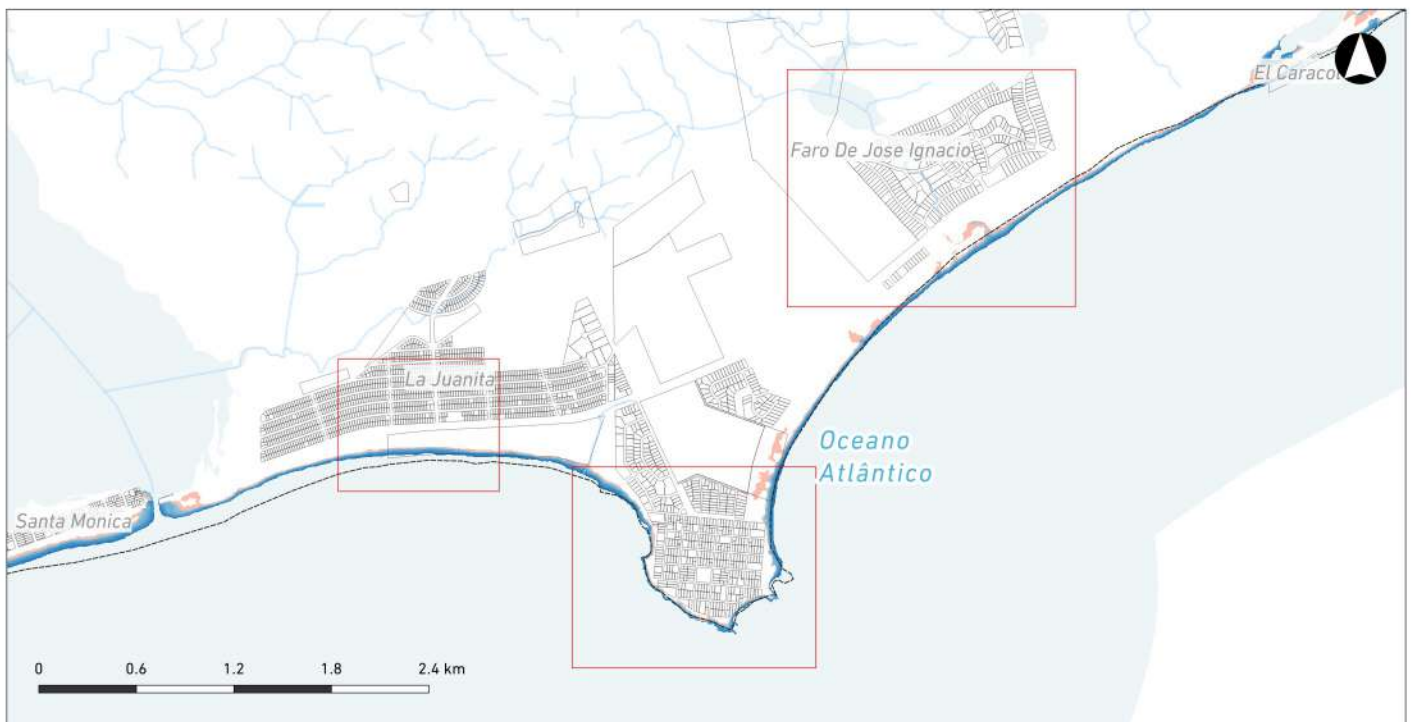 El Caracol
Faro De Jose Ignacio
La Juanita
Oceano
Atlântico
Santa Monica
0 0.6 1.2 1.8 2.4 km